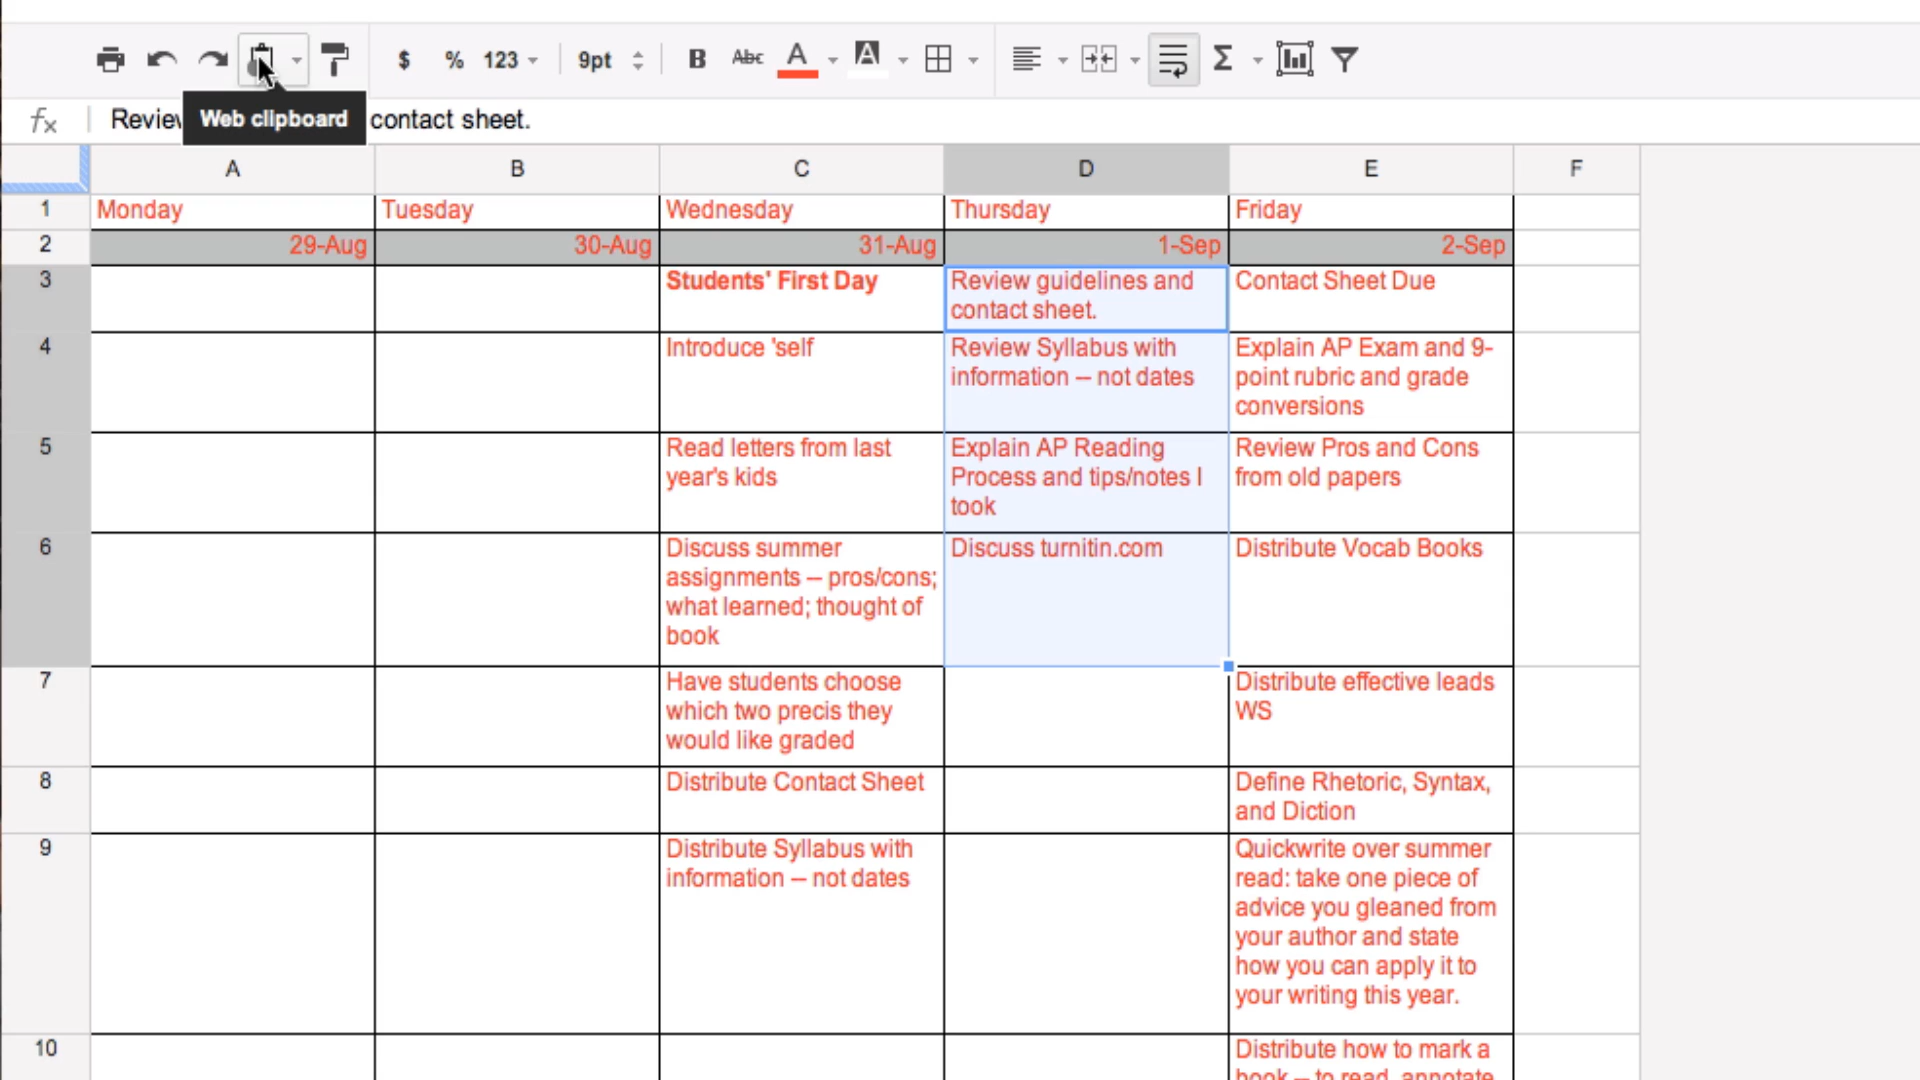 $ % 123 9pt B Abc A A Σ
fx Review contact sheet.
Web clipboard
A B C D E F
1 Monday Tuesday Wednesday Thursday Friday
2 29-Aug 30-Aug 31-Aug 1-Sep 2-Sep
3
Students' First Day
Review guidelines and
contact sheet.
Contact Sheet Due
4
Introduce 'self
Review Syllabus with
information – not dates
Explain AP Exam and 9-
point rubric and grade
conversions
5
Read letters from last
year's kids
Explain AP Reading
Process and tips/notes I
took
Review Pros and Cons
from old papers
6
Discuss summer
assignments – pros/cons;
what learned; thought of
book
Discuss turnitin.com
Distribute Vocab Books
7
Have students choose
which two precis they
would like graded
Distribute effective leads
WS
8
Distribute Contact Sheet
Define Rhetoric, Syntax,
and Diction
9
Distribute Syllabus with
information – not dates
Quickwrite over summer
read: take one piece of
advice you gleaned from
your author and state
how you can apply it to
your writing this year.
10
Distribute how to mark a
book – to read, annotate